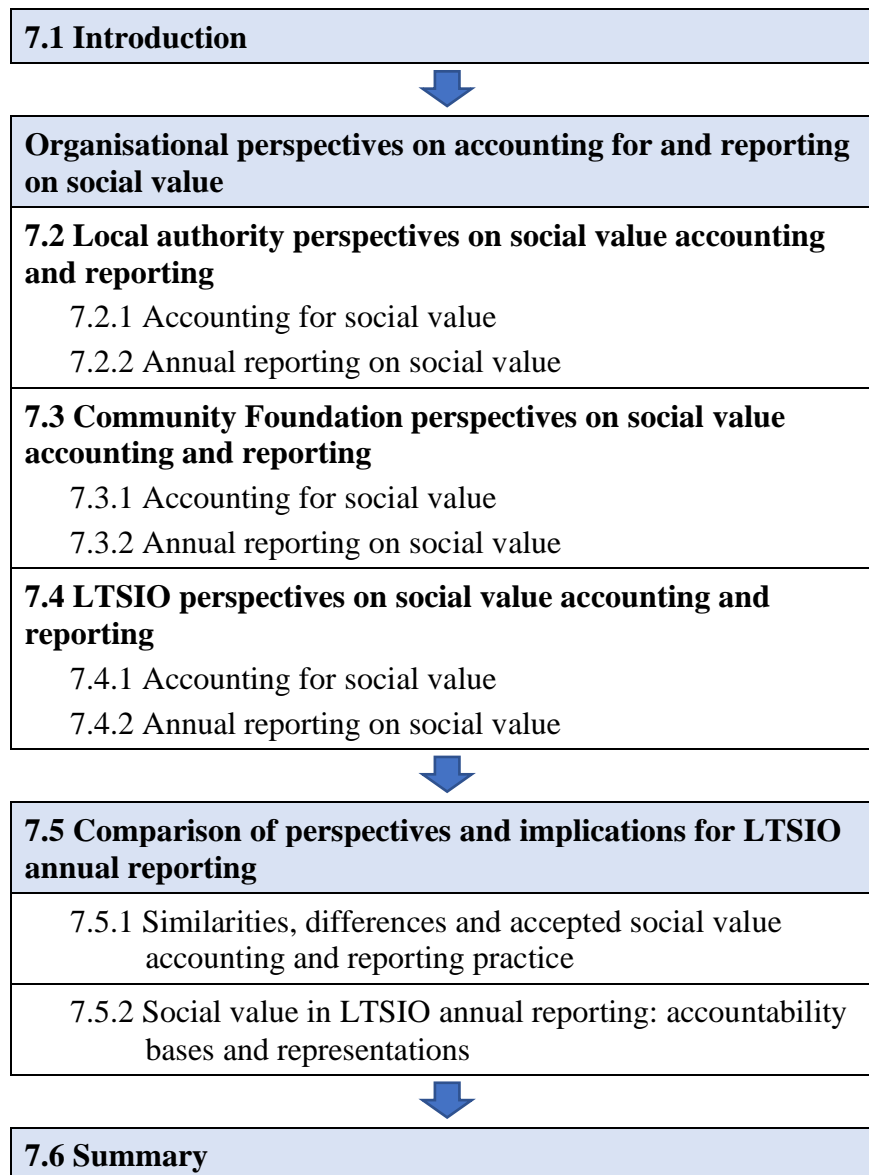 7.1 Introduction
Organisational perspectives on accounting for and reporting
on social value
7.2 Local authority perspectives on social value accounting
and reporting
7.2.1 Accounting for social value
7.2.2 Annual reporting on social value
7.3 Community Foundation perspectives on social value
accounting and reporting
7.3.1 Accounting for social value
7.3.2 Annual reporting on social value
7.4 LTSIO perspectives on social value accounting and
reporting
7.4.1 Accounting for social value
7.4.2 Annual reporting on social value
7.5 Comparison of perspectives and implications for LTSIO
annual reporting
7.5.1 Similarities, differences and accepted social value
accounting and reporting practice
7.5.2 Social value in LTSIO annual reporting: accountability
bases and representations
7.6 Summary